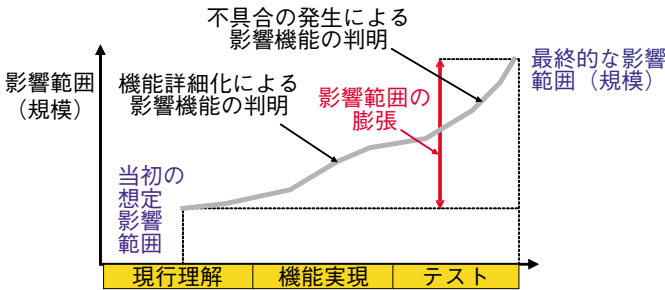 不具合の発生による
影響機能の判明
影響範囲
（規模）
機能詳細化による
影響機能の判明
影響範囲の
膨張
最終的な影響
範囲（規模）
当初の
想定
影響
範囲
現行理解
機能実現
テスト